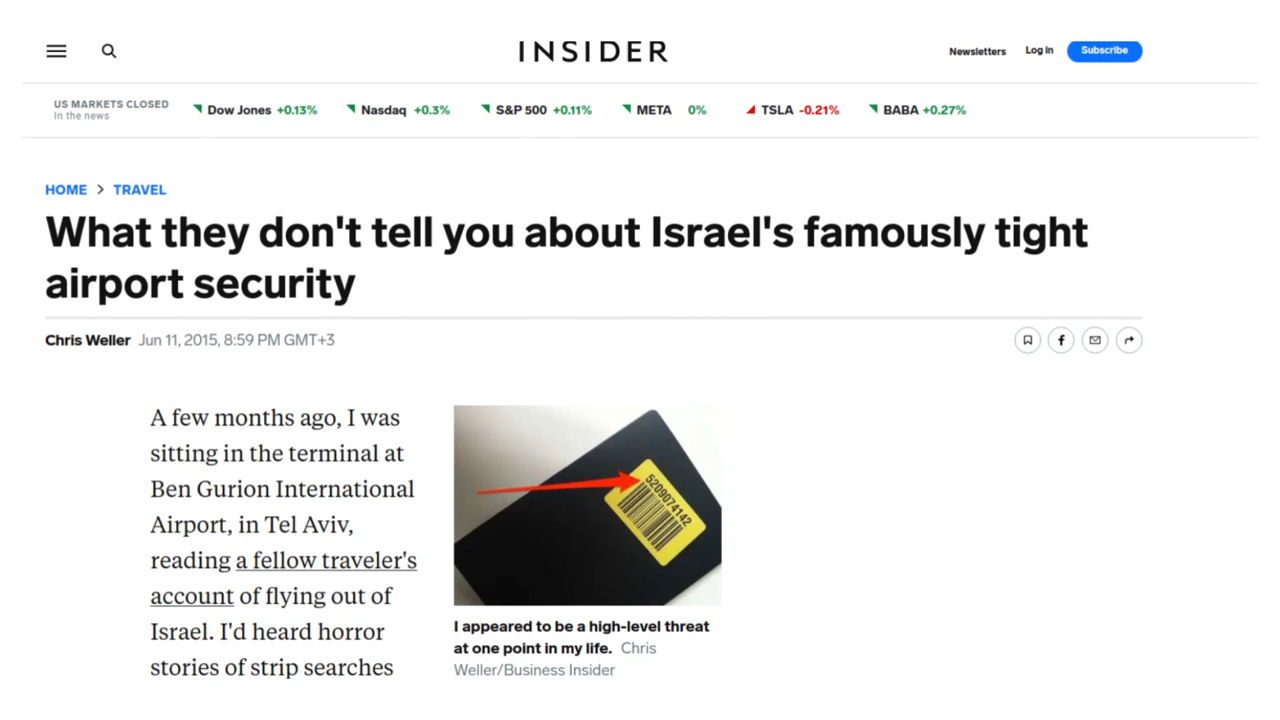 INSIDER
Newsletters
Log in
Subscribe
US MARKETS CLOSED
In the news
Dow Jones +0.13%
Nasdaq +0.3%
S&P 500 +0.11%
META 0%
TSLA -0.21%
BABA +0.27%
HOME > TRAVEL
What they don't tell you about Israel's famously tight
airport security
Chris Weller Jun 11, 2015, 8:59 PM GMT+3
A few months ago, I was
sitting in the terminal at
Ben Gurion International
Airport, in Tel Aviv,
reading a fellow traveler's
account of flying out of
Israel. I'd heard horror
stories of strip searches
5209074142
I appeared to be a high-level threat
at one point in my life. Chris
Weller/Business Insider